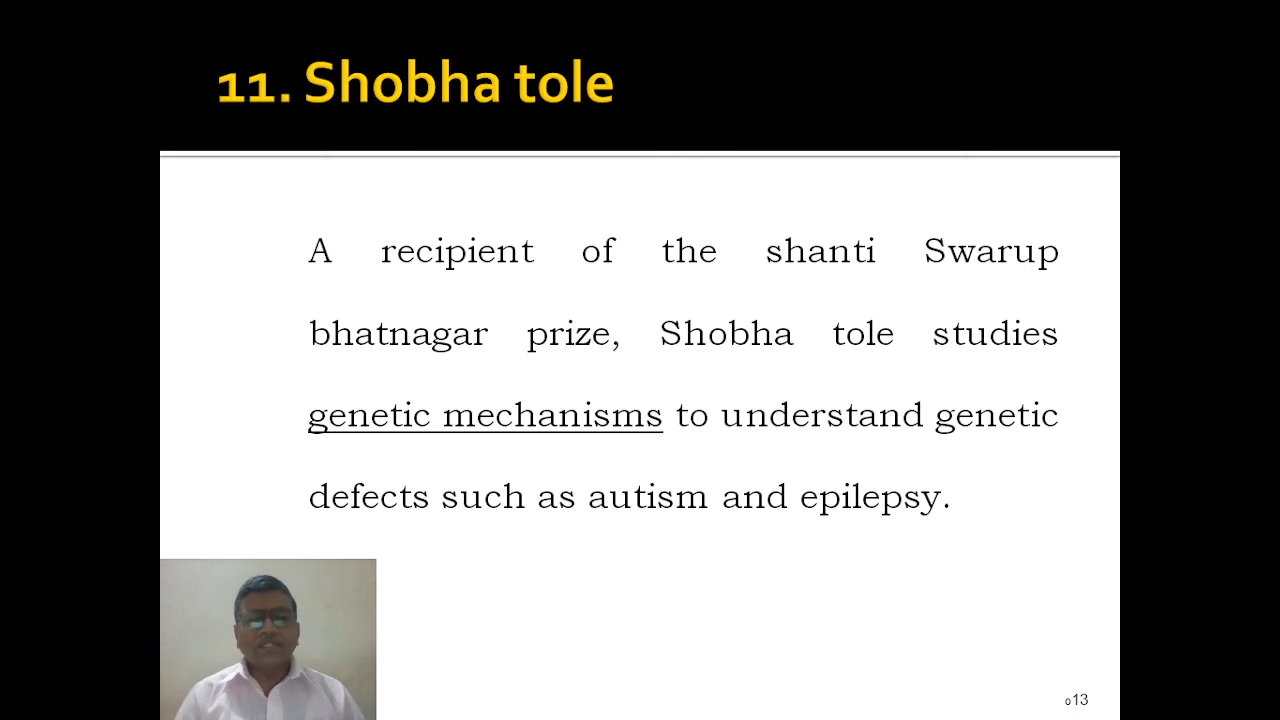 11. Shobha tole
A recipient of the shanti Swarup
bhatnagar prize, Shobha tole studies
genetic mechanisms to understand genetic
defects such as autism and epilepsy.
o13